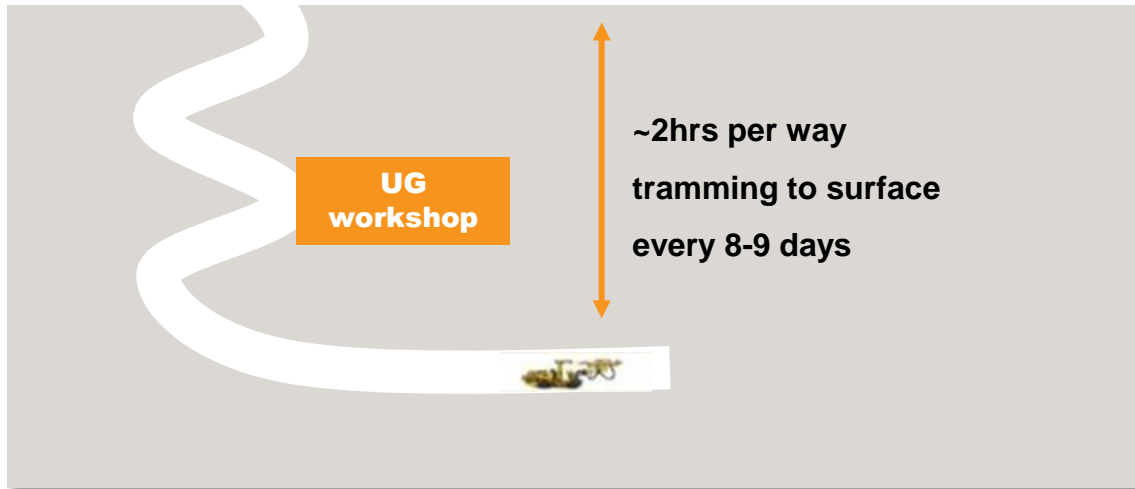 UG
workshop
~2hrs per way
tramming to surface
every 8-9 days